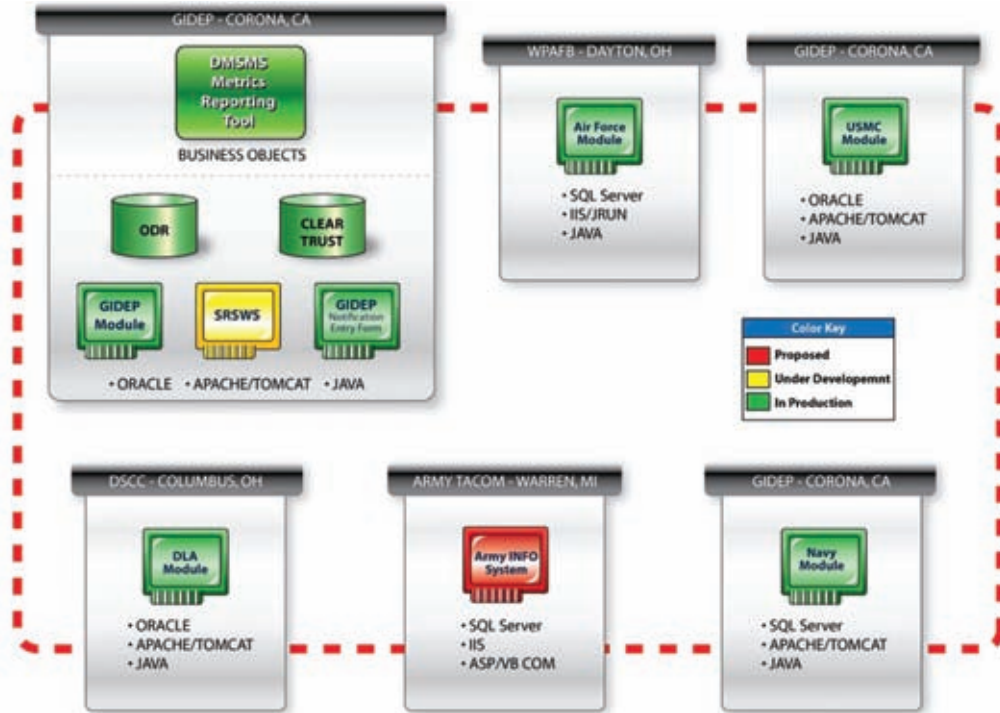 GIDEP - CORONA, CA
DMSMS
Metrics
Reporting
Tool
BUSINESS OBJECTS
ODR
CLEAR
TRUST
GIDEP
Module
SRSWS
GIDEP
Notification
Entry Form
• ORACLE • APACHE/TOMCAT • JAVA
WPAFB - DAYTON, OH
Air Force
Module
• SQL Server
• IIS/JRUN
• JAVA
GIDEP - CORONA, CA
USMC
Module
• ORACLE
• APACHE/TOMCAT
• JAVA
Color Key
Proposed
Under Developemnt
In Production
DSCC - COLUMBUS, OH
DLA
Module
• ORACLE
• APACHE/TOMCAT
• JAVA
ARMY TACOM - WARREN, MI
Army INFO
System
• SQL Server
• IIS
• ASP/VB COM
GIDEP - CORONA, CA
Navy
Module
• SQL Server
• APACHE/TOMCAT
• JAVA